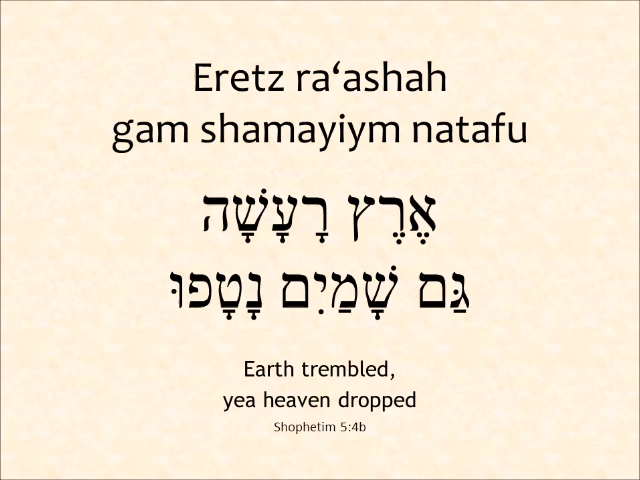 Eretz ra‘ashah
gam shamayiym natafu
אֶרֶץ רָעָשָׁה
גַּם שָׁמַיִם נָטָפוּ
Earth trembled,
yea heaven dropped
Shophetim 5:4b